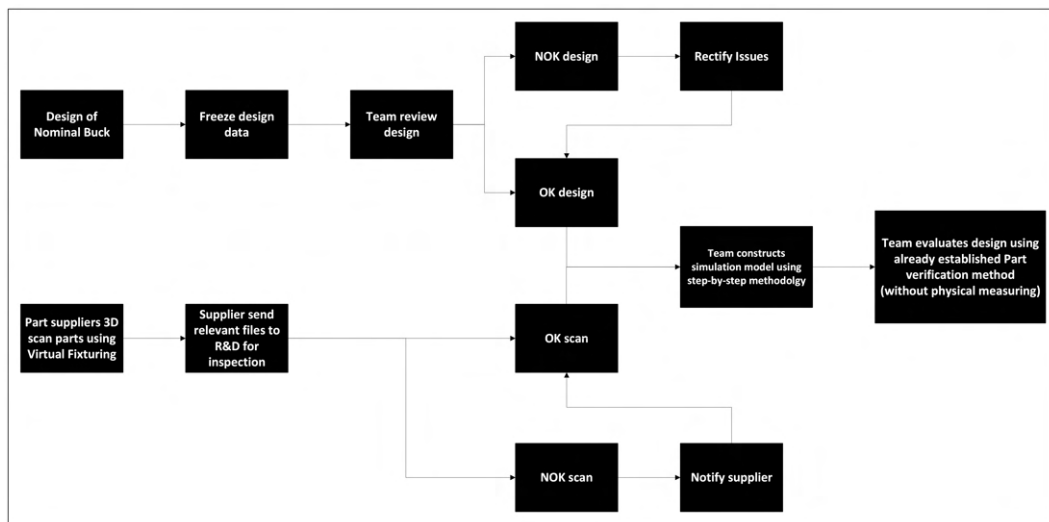 NOK design
Rectify Issues
Design of
Nominal Buck
Freeze design
data
Team review
design
OK design
Team constructs
simulation model using
step-by-step methodolgy
Team evaluates design using
already established Part
verification method
(without physical measuring)
Part suppliers 3D
scan parts using
Virtual Fixturing
Supplier send
relevant files to
R&D for
inspection
OK scan
NOK scan
Notify supplier